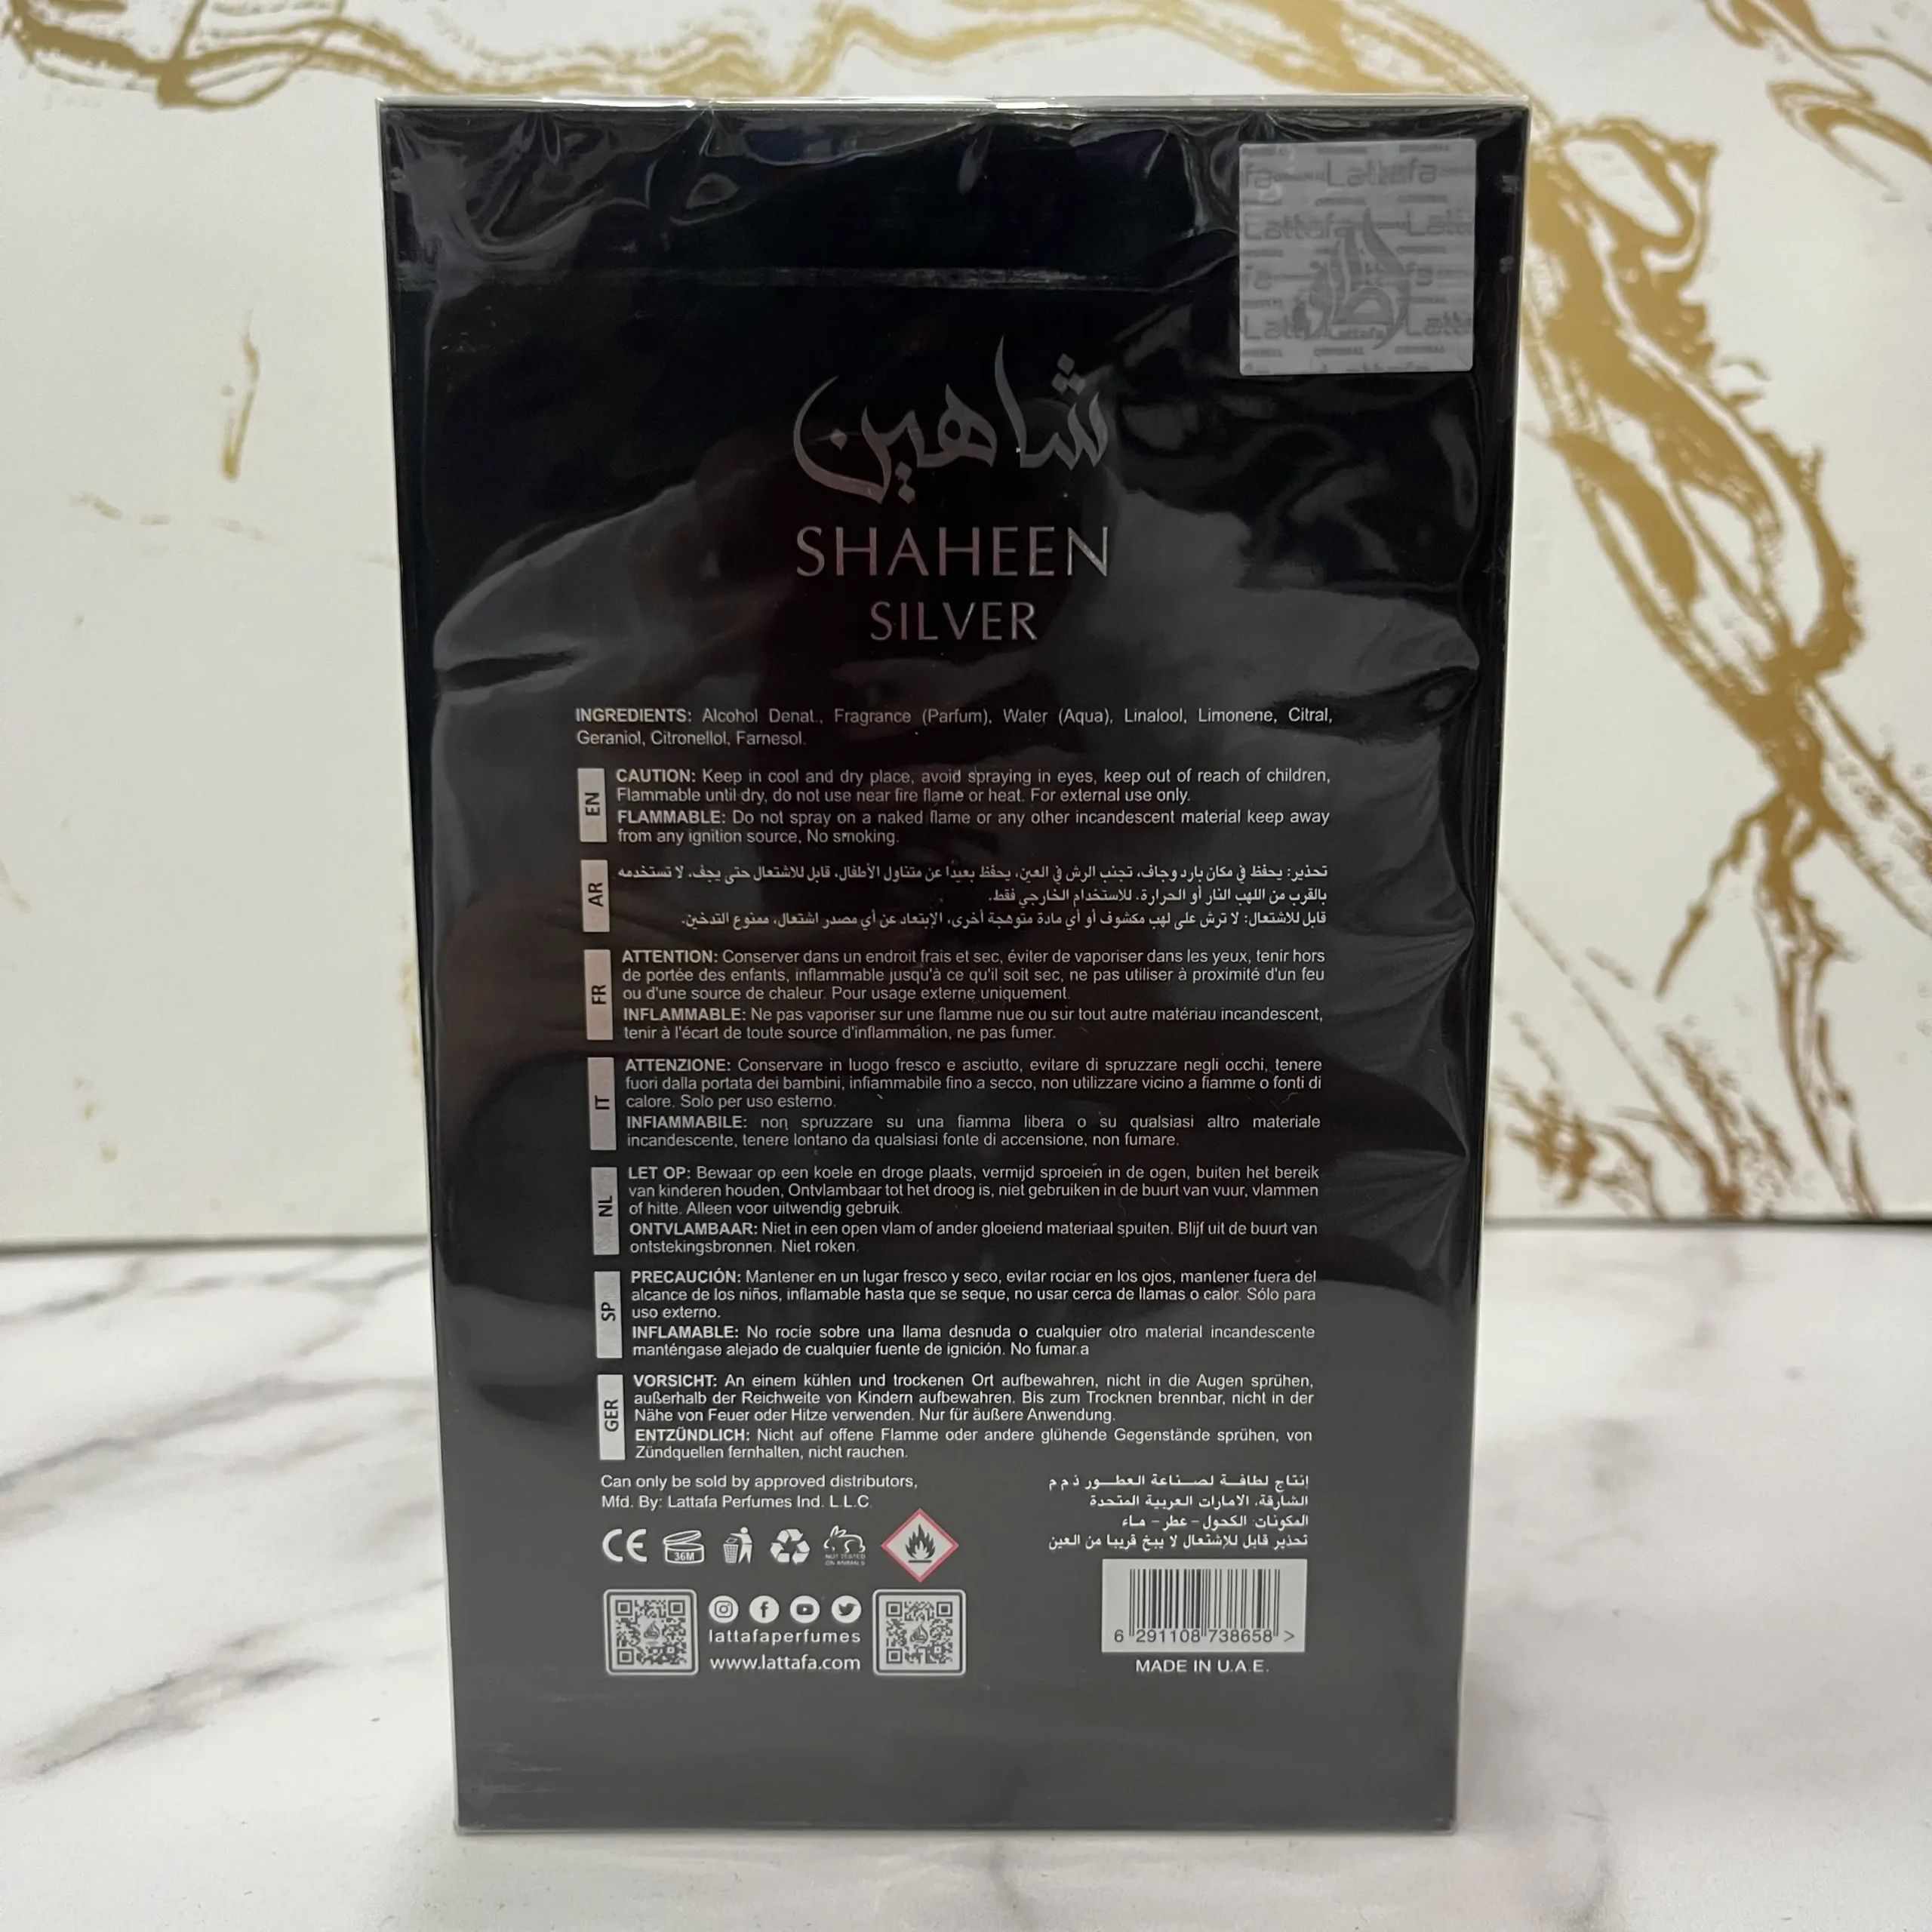 Lattafa
Lattafa
لطافة
Lattafa
شاهين
SHAHEEN
SILVER
INGREDIENTS: Alcohol Denat., Fragrance (Parfum), Water (Aqua), Linalool, Limonene, Citral,
Geraniol, Citronellol, Farnesol.
EN
CAUTION: Keep in cool and dry place, avoid spraying in eyes, keep out of reach of children,
Flammable until dry, do not use near fire flame or heat. For external use only.
FLAMMABLE: Do not spray on a naked flame or any other incandescent material keep away
from any ignition source, No smoking.
AR
تحذير: يحفظ في مكان بارد وجاف، تجنب الرش في العين، يحفظ بعيدًا عن متناول الأطفال، قابل للاشتعال حتى يجف، لا تستخدمه
بالقرب من اللهب النار أو الحرارة. للاستخدام الخارجي فقط.
قابل للاشتعال: لا ترش على لهب مكشوف أو أي مادة متوهجة أخرى، الإبتعاد عن أي مصدر اشتعال، ممنوع التدخين.
FR
ATTENTION: Conserver dans un endroit frais et sec, éviter de vaporiser dans les yeux, tenir hors
de portée des enfants, inflammable jusqu'à ce qu'il soit sec, ne pas utiliser à proximité d'un feu
ou d'une source de chaleur. Pour usage externe uniquement.
INFLAMMABLE: Ne pas vaporiser sur une flamme nue ou sur tout autre matériau incandescent,
tenir à l'écart de toute source d'inflammation, ne pas fumer.
IT
ATTENZIONE: Conservare in luogo fresco e asciutto, evitare di spruzzare negli occhi, tenere
fuori dalla portata dei bambini, infiammabile fino a secco, non utilizzare vicino a fiamme o fonti di
calore. Solo per uso esterno.
INFIAMMABILE: non spruzzare su una fiamma libera o su qualsiasi altro materiale
incandescente, tenere lontano da qualsiasi fonte di accensione, non fumare.
NL
LET OP: Bewaar op een koele en droge plaats, vermijd sproeien in de ogen, buiten het bereik
van kinderen houden, Ontvlambaar tot het droog is, niet gebruiken in de buurt van vuur, vlammen
of hitte. Alleen voor uitwendig gebruik.
ONTVLAMBAAR: Niet in een open vlam of ander gloeiend materiaal spuiten. Blijf uit de buurt van
ontstekingsbronnen. Niet roken.
SP
PRECAUCIÓN: Mantener en un lugar fresco y seco, evitar rociar en los ojos, mantener fuera del
alcance de los niños, inflamable hasta que se seque, no usar cerca de llamas o calor. Sólo para
uso externo.
INFLAMABLE: No rocíe sobre una llama desnuda o cualquier otro material incandescente
manténgase alejado de cualquier fuente de ignición. No fumar.a
GER
VORSICHT: An einem kühlen und trockenen Ort aufbewahren, nicht in die Augen sprühen,
außerhalb der Reichweite von Kindern aufbewahren. Bis zum Trocknen brennbar, nicht in der
Nähe von Feuer oder Hitze verwenden. Nur für äußere Anwendung.
ENTZÜNDLICH: Nicht auf offene Flamme oder andere glühende Gegenstände sprühen, von
Zündquellen fernhalten, nicht rauchen.
Can only be sold by approved distributors,
Mfd. By: Lattafa Perfumes Ind. L.L.C.
إنتاج لطافة لصناعة العطور ذ م م
الشارقة، الامارات العربية المتحدة
المكونات: الكحول - عطر - ماء
تحذير قابل للإشتعال لا يبخ قريبا من العين
CE
36M
NOT TESTED
ON ANIMALS
lattafaperfumes
www.lattafa.com
6 291108 738658 >
MADE IN U.A.E.